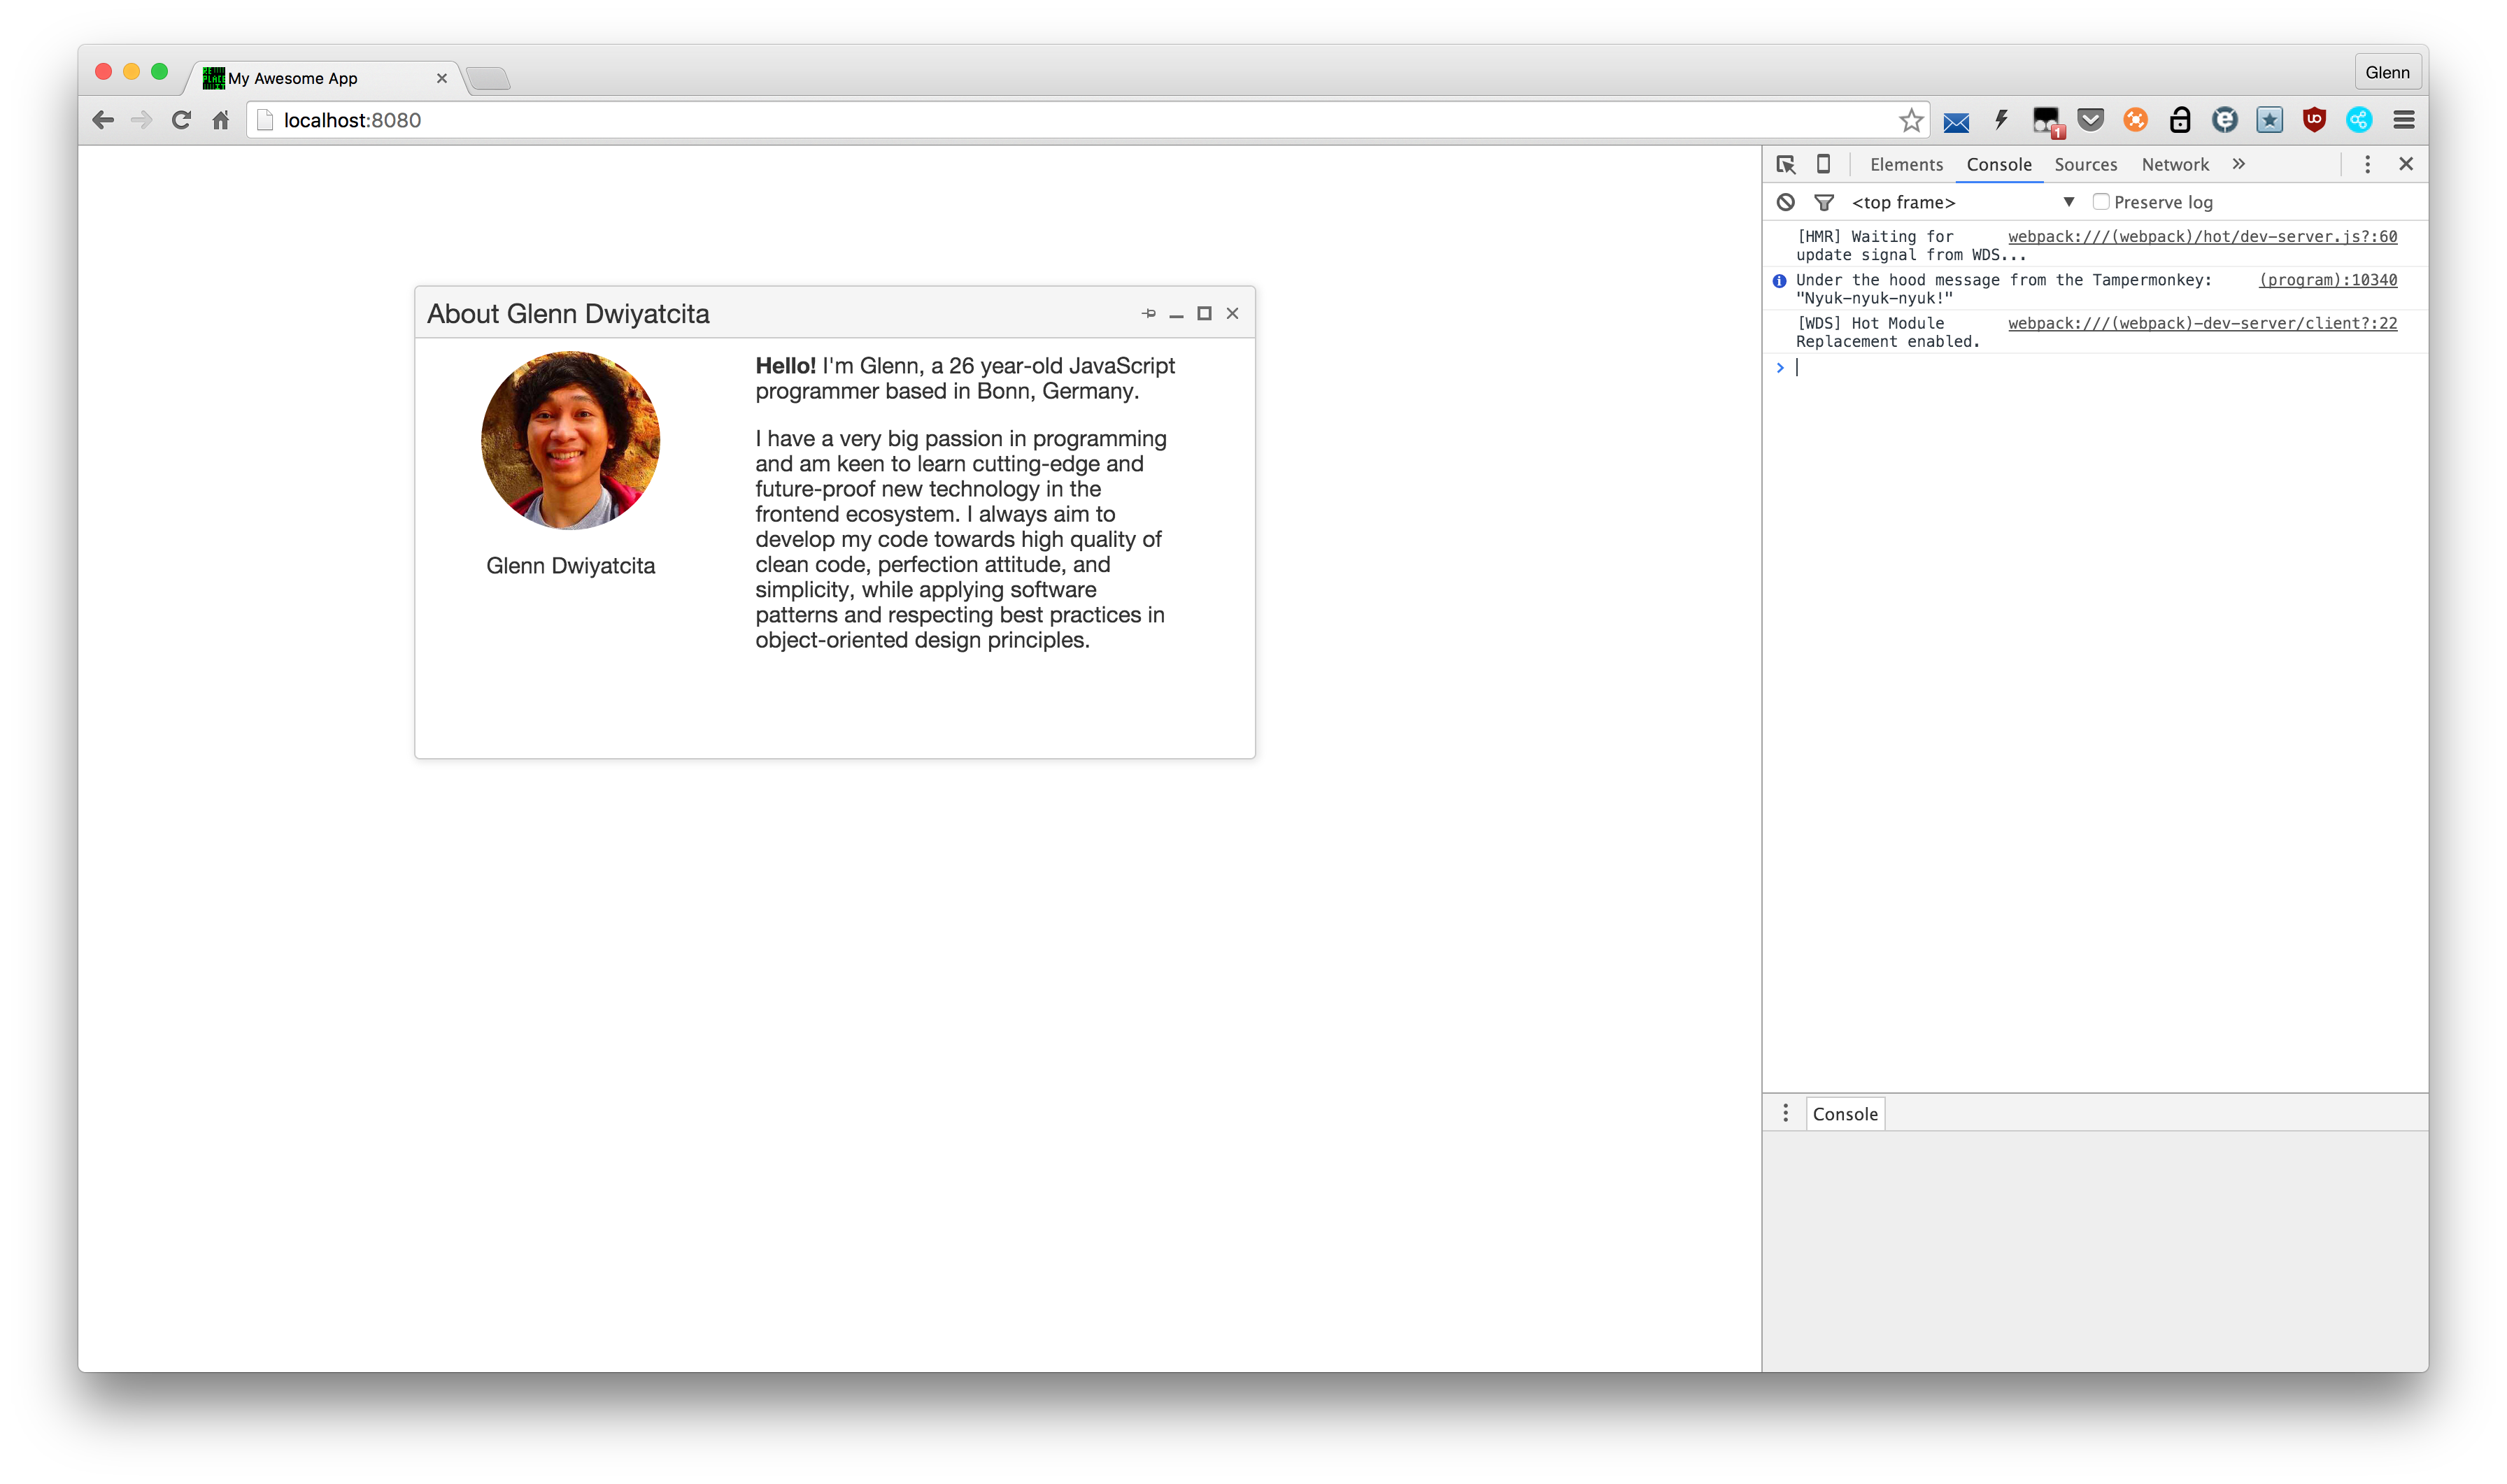 My Awesome App
Glenn
localhost:8080
1
Elements Console Sources Network
<top frame> Preserve log
[HMR] Waiting for webpack:///(webpack)/hot/dev-server.js?:60
update signal from WDS...
Under the hood message from the Tampermonkey: (program):10340
"Nyuk-nyuk-nyuk!"
[WDS] Hot Module webpack:///(webpack)-dev-server/client?:22
Replacement enabled.
About Glenn Dwiyatcita
Glenn Dwiyatcita
Hello! I'm Glenn, a 26 year-old JavaScript
programmer based in Bonn, Germany.
I have a very big passion in programming
and am keen to learn cutting-edge and
future-proof new technology in the
frontend ecosystem. I always aim to
develop my code towards high quality of
clean code, perfection attitude, and
simplicity, while applying software
patterns and respecting best practices in
object-oriented design principles.
Console